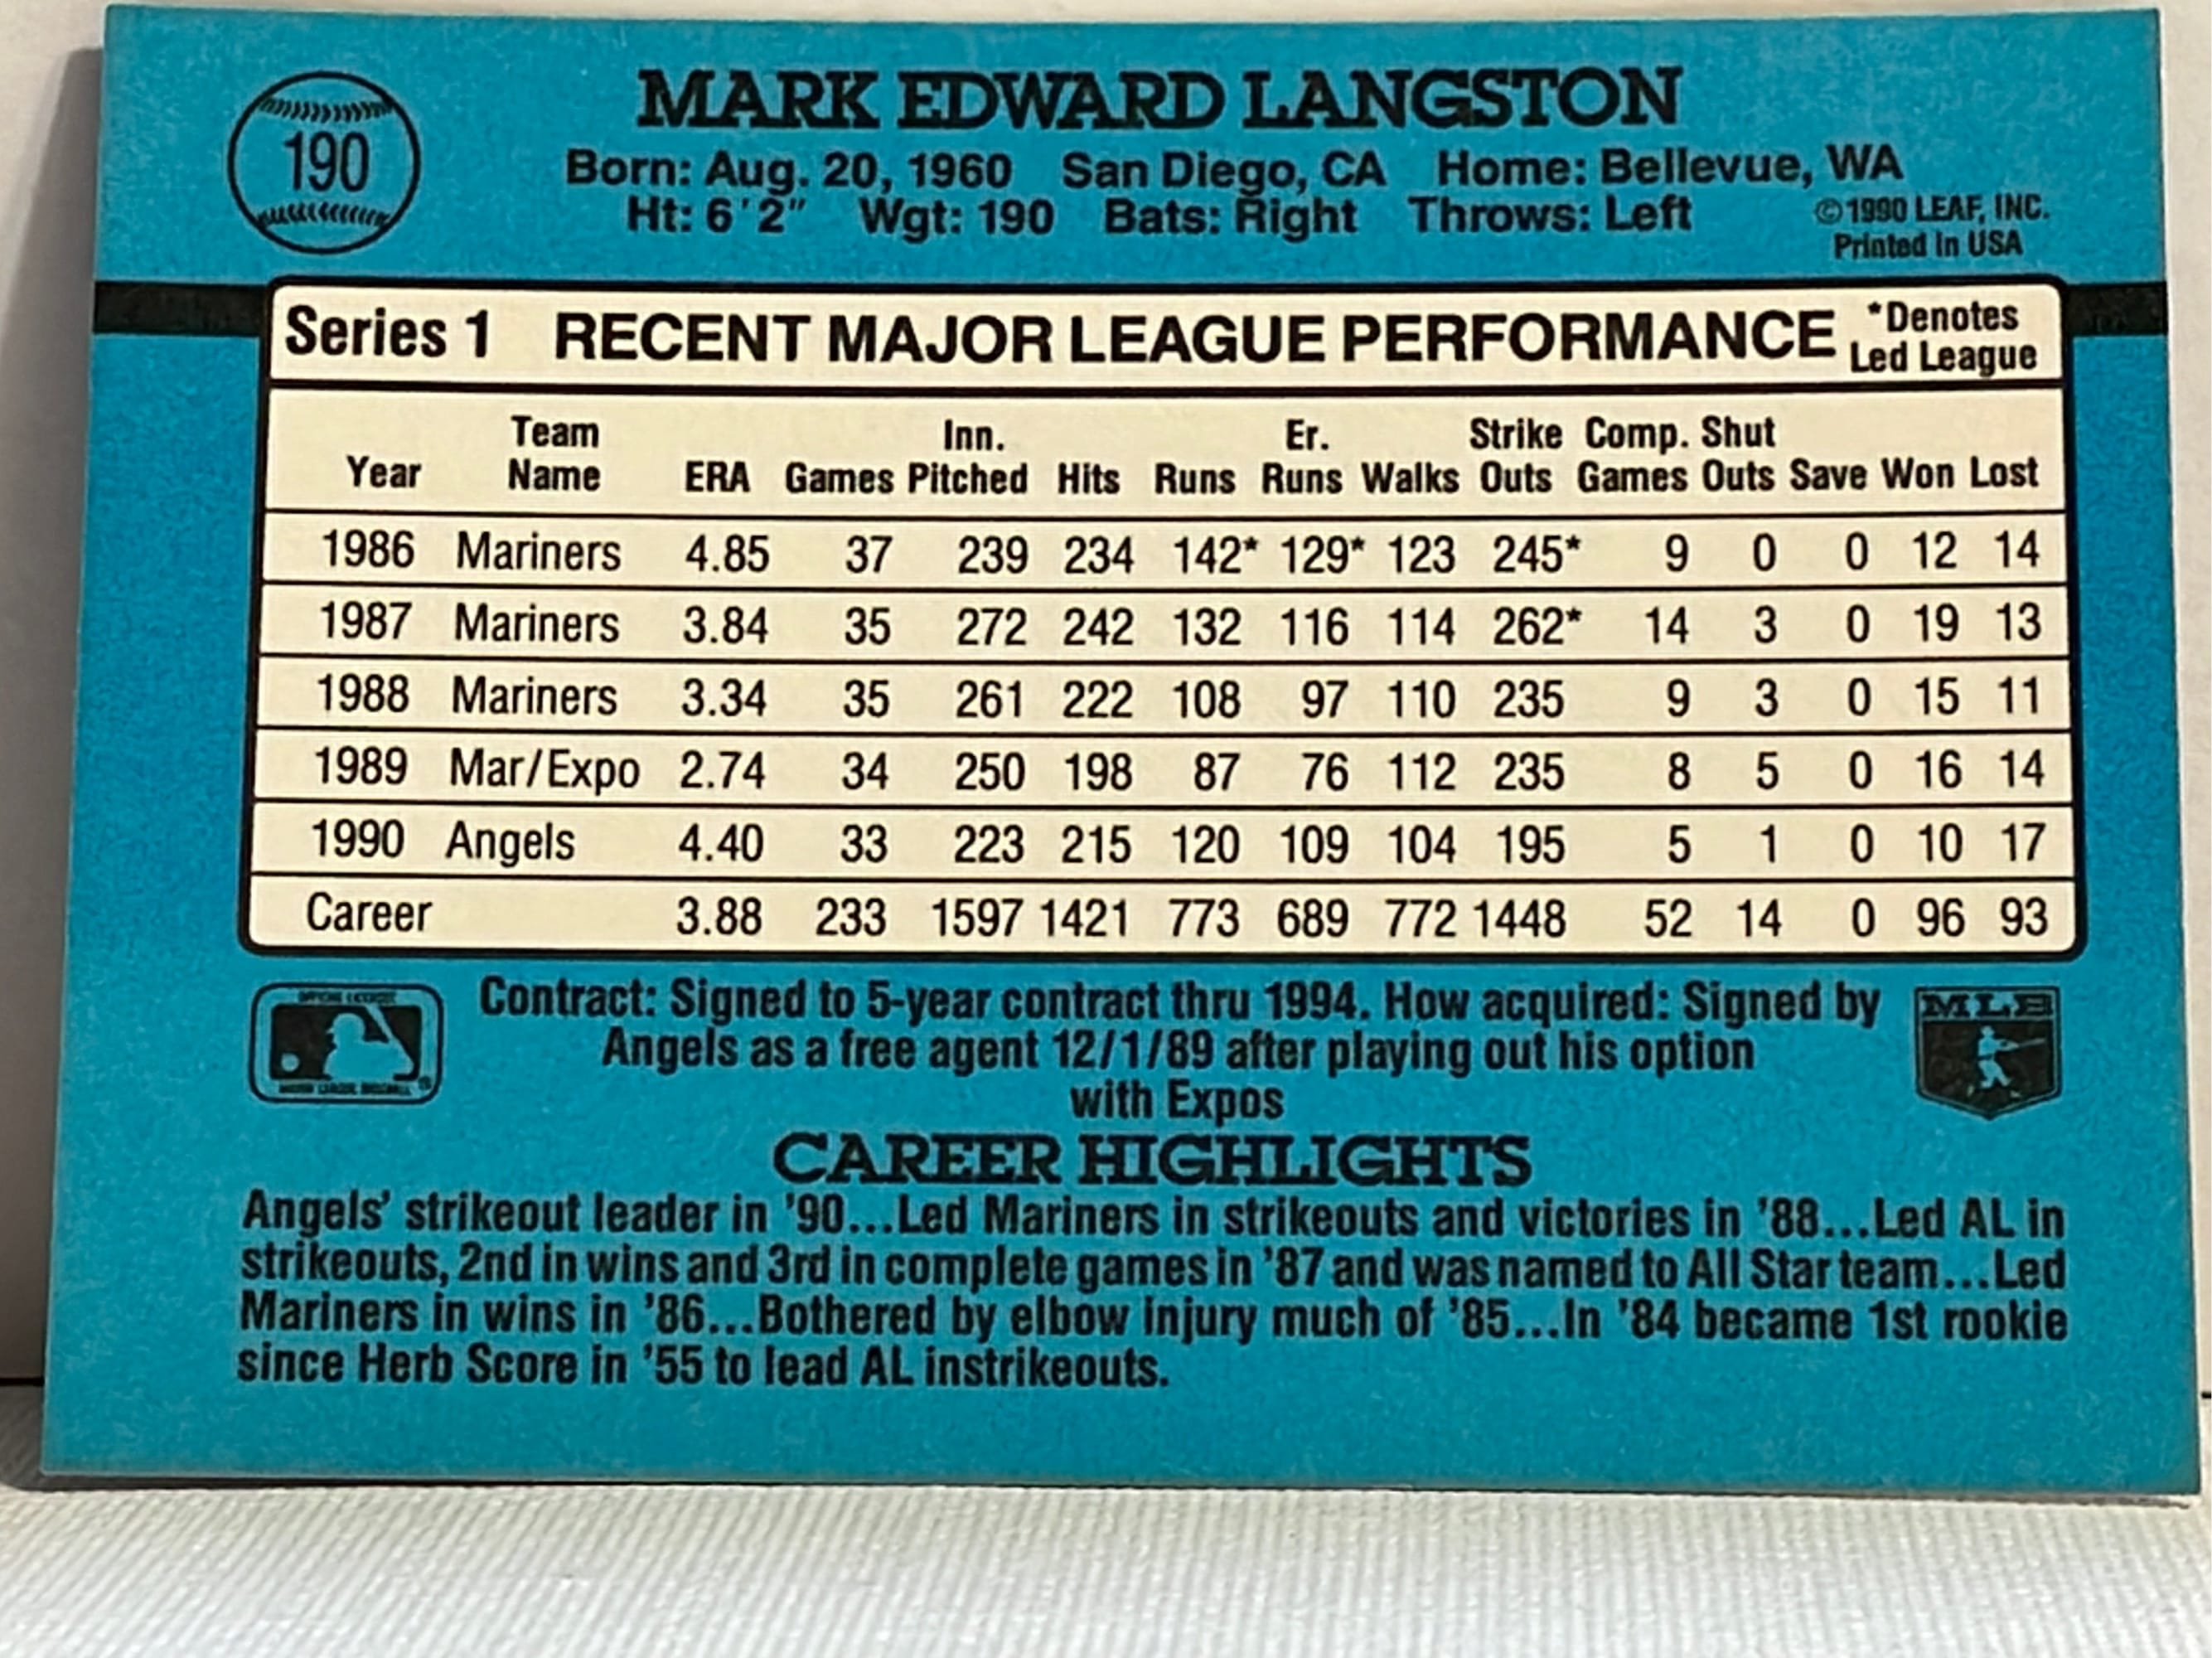 190
MARK EDWARD LANGSTON
Born: Aug. 20, 1960 San Diego, CA Home: Bellevue, WA
Ht: 6'2" Wgt: 190 Bats: Right Throws: Left
©1990 LEAF, INC.
Printed In USA
Series 1 RECENT MAJOR LEAGUE PERFORMANCE *Denotes Led League
Year Team Name ERA Games Inn. Pitched Hits Runs Er. Runs Walks Strike Outs Comp. Games Shut Outs Save Won Lost
1986 Mariners 4.85 37 239 234 142* 129* 123 245* 9 0 0 12 14
1987 Mariners 3.84 35 272 242 132 116 114 262* 14 3 0 19 13
1988 Mariners 3.34 35 261 222 108 97 110 235 9 3 0 15 11
1989 Mar/Expo 2.74 34 250 198 87 76 112 235 8 5 0 16 14
1990 Angels 4.40 33 223 215 120 109 104 195 5 1 0 10 17
Career 3.88 233 1597 1421 773 689 772 1448 52 14 0 96 93
Contract: Signed to 5-year contract thru 1994. How acquired: Signed by
Angels as a free agent 12/1/89 after playing out his option
with Expos
MLB
CAREER HIGHLIGHTS
Angels' strikeout leader in '90...Led Mariners in strikeouts and victories in '88...Led AL in
strikeouts, 2nd in wins and 3rd in complete games in '87 and was named to All Star team...Led
Mariners in wins in '86...Bothered by elbow injury much of '85...In '84 became 1st rookie
since Herb Score in '55 to lead AL instrikeouts.